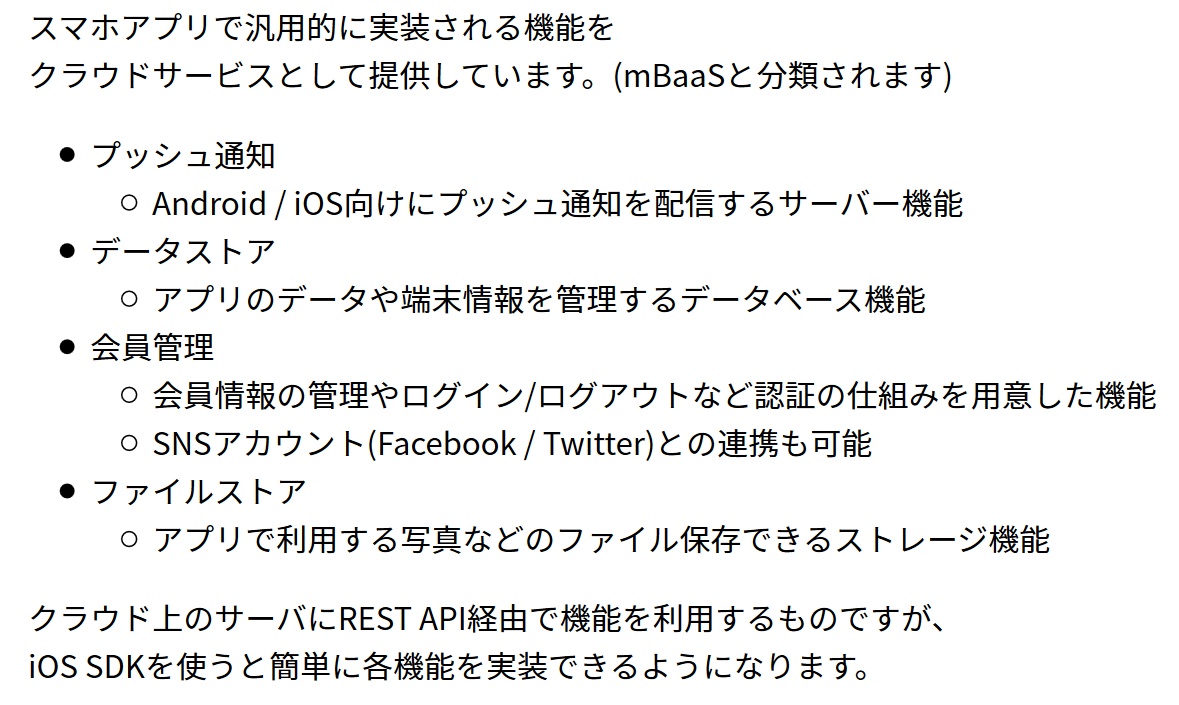 スマホアプリで汎用的に実装される機能を
クラウドサービスとして提供しています。(mBaaSと分類されます)
● プッシュ通知
○ Android / iOS向けにプッシュ通知を配信するサーバー機能
● データストア
○ アプリのデータや端末情報を管理するデータベース機能
● 会員管理
○ 会員情報の管理やログイン/ログアウトなど認証の仕組みを用意した機能
○ SNSアカウント(Facebook / Twitter)との連携も可能
● ファイルストア
○ アプリで利用する写真などのファイル保存できるストレージ機能
クラウド上のサーバにREST API経由で機能を利用するものですが、
iOS SDKを使うと簡単に各機能を実装できるようになります。